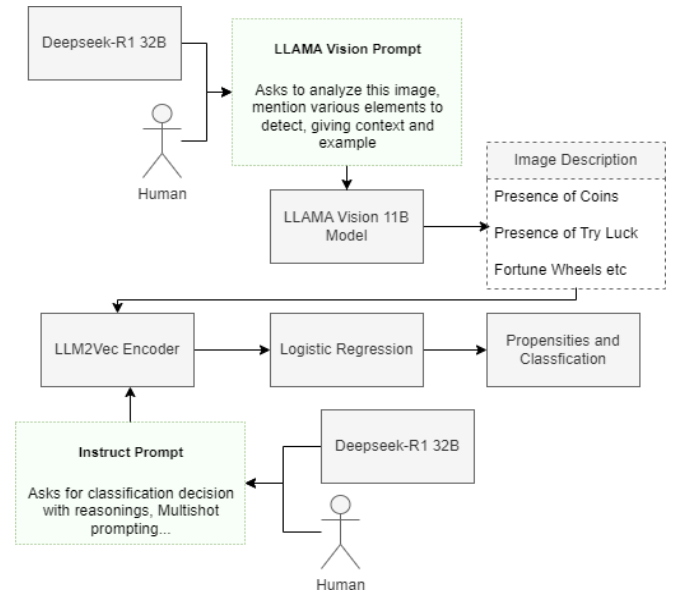 Deepseek-R1 32B
Human
LLAMA Vision Prompt
Asks to analyze this image,
mention various elements to
detect, giving context and
example
LLAMA Vision 11B
Model
Image Description
Presence of Coins
Presence of Try Luck
Fortune Wheels etc
LLM2Vec Encoder
Logistic Regression
Propensities and
Classfication
Instruct Prompt
Asks for classification decision
with reasonings, Multishot
prompting...
Deepseek-R1 32B
Human